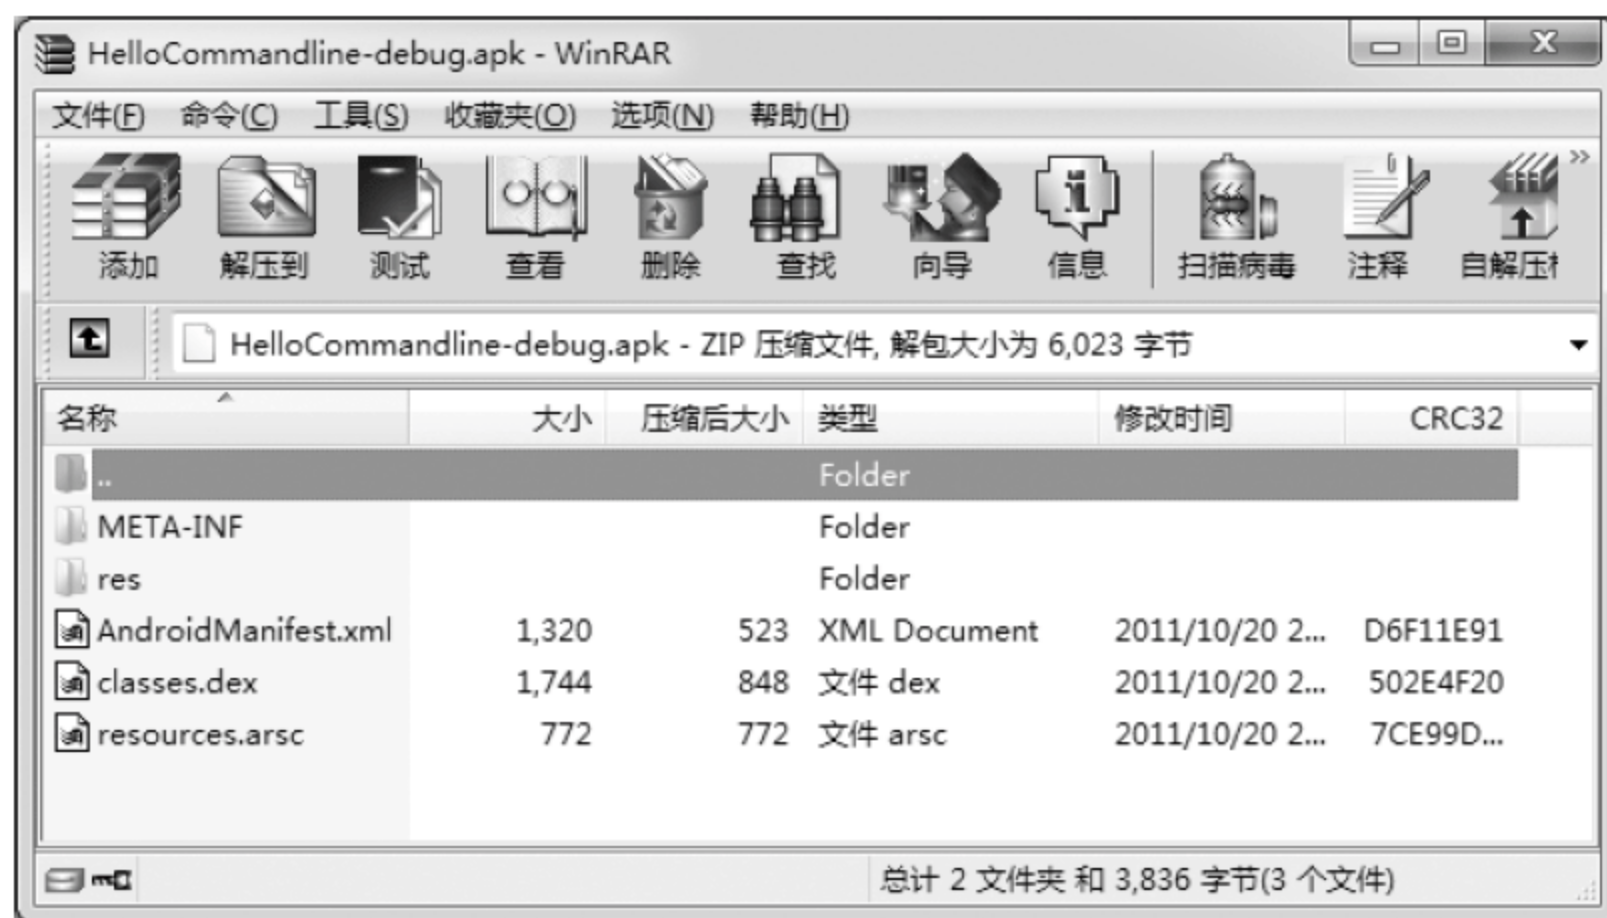 HelloCommandline-debug.apk - WinRAR
文件(F) 命令(C) 工具(S) 收藏夹(O) 选项(N) 帮助(H)
添加 解压到 测试 查看 删除 查找 向导 信息 扫描病毒 注释 自解压
HelloCommandline-debug.apk - ZIP 压缩文件, 解包大小为 6,023 字节
名称 大小 压缩后大小 类型 修改时间 CRC32
.. Folder
META-INF Folder
res Folder
AndroidManifest.xml 1,320 523 XML Document 2011/10/20 2... D6F11E91
classes.dex 1,744 848 文件 dex 2011/10/20 2... 502E4F20
resources.arsc 772 772 文件 arsc 2011/10/20 2... 7CE99D...
总计 2 文件夹 和 3,836 字节(3 个文件)